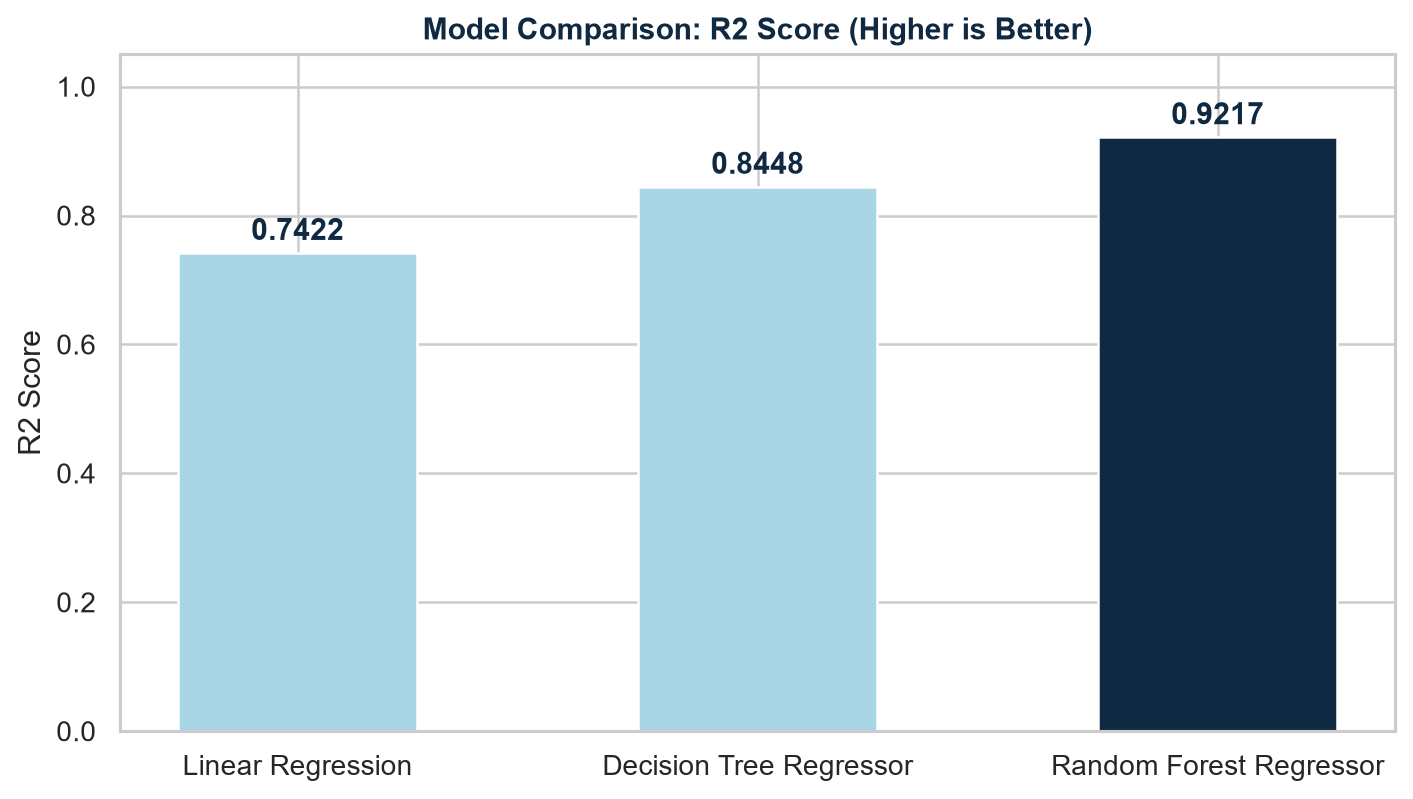 Model Comparison: R2 Score (Higher is Better)
1.0
0.8
0.6
0.4
0.2
0.0
R2 Score
0.7422
0.8448
0.9217
Linear Regression
Decision Tree Regressor
Random Forest Regressor